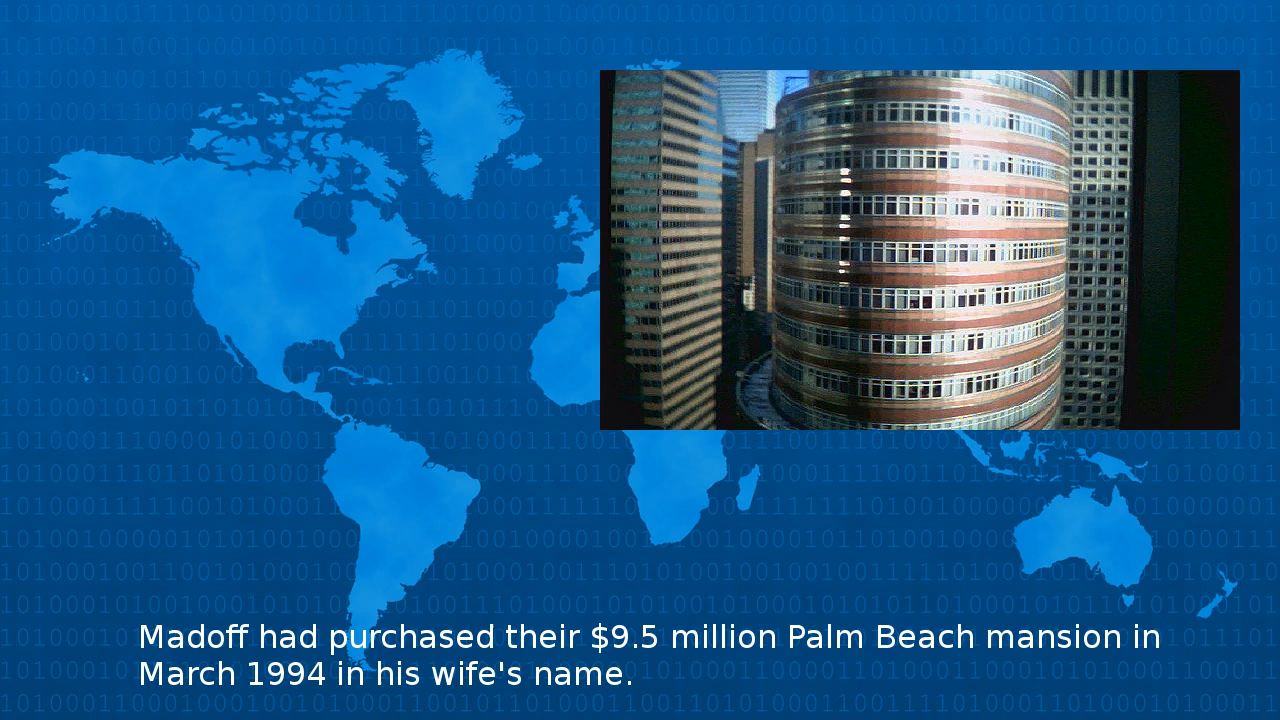 Madoff had purchased their $9.5 million Palm Beach mansion in
March 1994 in his wife's name.